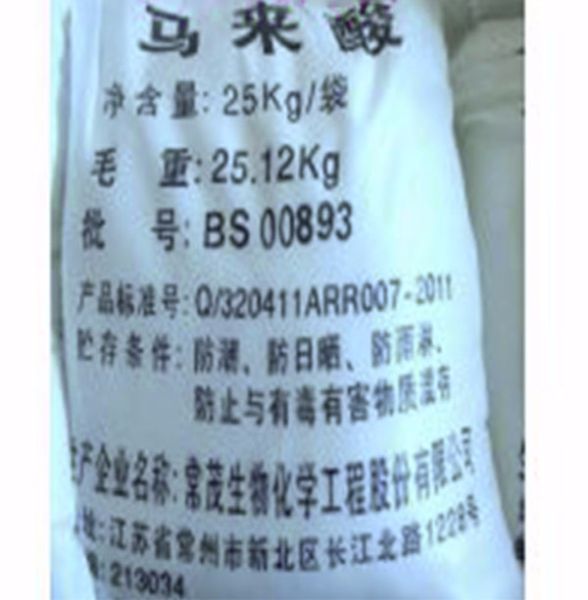 马来酸
净含量: 25Kg/袋
毛 重: 25.12Kg
批 号: BS 00893
产品标准号: Q/320411ARR007-2011
贮存条件: 防潮、防日晒、防雨淋、
防止与有毒有害物质混存
产企业名称: 常茂生物化学工程股份有限公司
址: 江苏省常州市新北区长江北路1228号
: 213034